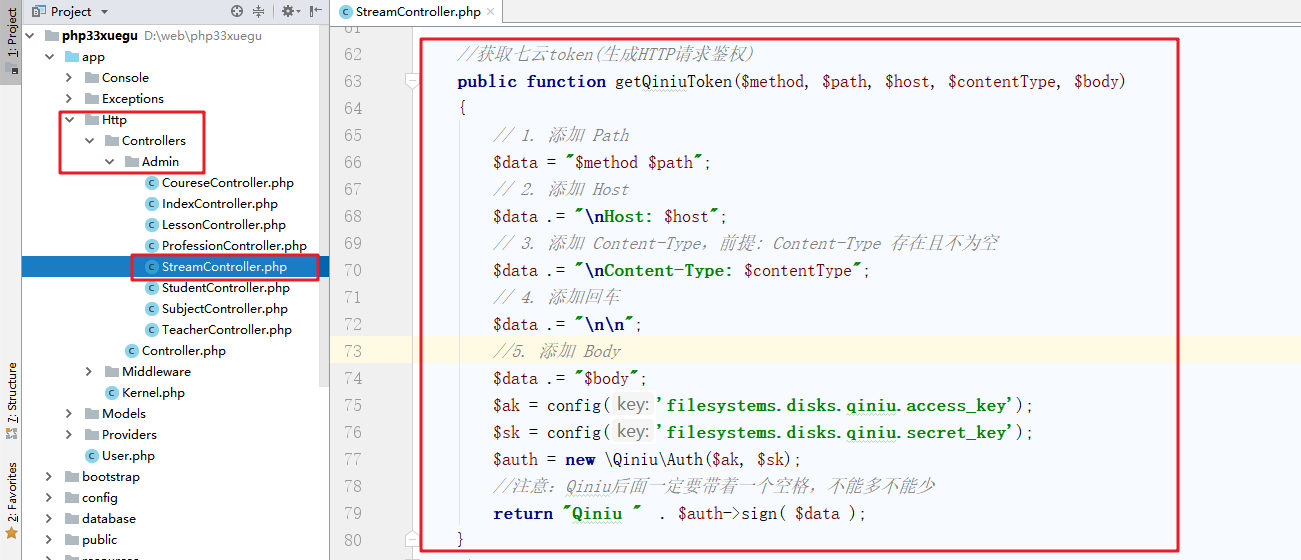 Project
StreamController.php
1: Project
7: Structure
2: Favorites
php33xuegu D:\web\php33xuegu
app
Console
Exceptions
Http
Controllers
Admin
CoureseController.php
IndexController.php
LessonController.php
ProfessionController.php
StreamController.php
StudentController.php
SubjectController.php
TeacherController.php
Controller.php
Middleware
Kernel.php
Models
Providers
User.php
bootstrap
config
database
public
61
62 //获取七云token(生成HTTP请求鉴权)
63 public function getQiniuToken($method, $path, $host, $contentType, $body)
64 {
65 // 1. 添加 Path
66 $data = "$method $path";
67 // 2. 添加 Host
68 $data .= "\nHost: $host";
69 // 3. 添加 Content-Type, 前提: Content-Type 存在且不为空
70 $data .= "\nContent-Type: $contentType";
71 // 4. 添加回车
72 $data .= "\n\n";
73 //5. 添加 Body
74 $data .= "$body";
75 $ak = config( key: 'filesystems.disks.qiniu.access_key');
76 $sk = config( key: 'filesystems.disks.qiniu.secret_key');
77 $auth = new \Qiniu\Auth($ak, $sk);
78 //注意: Qiniu后面一定要带着一个空格, 不能多不能少
79 return "Qiniu " . $auth->sign( $data );
80 }